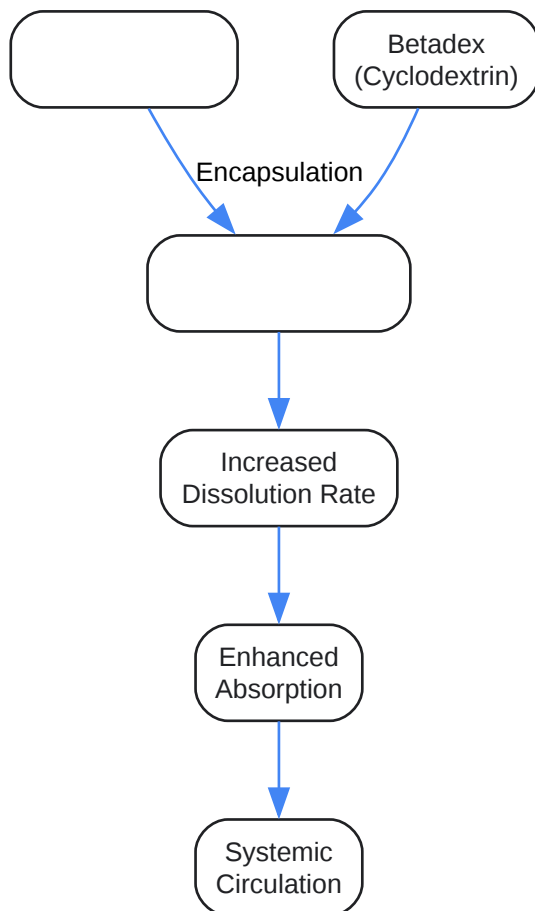 Betadex
(Cyclodextrin)
Encapsulation
Increased
Dissolution Rate
Enhanced
Absorption
Systemic
Circulation